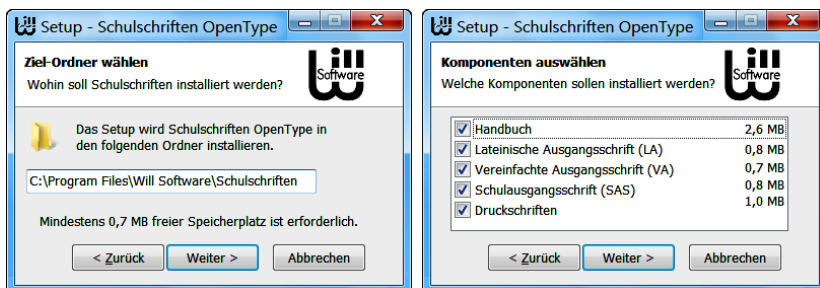 Setup - Schulschriften OpenType
Ziel-Ordner wählen
Wohin soll Schulschriften installiert werden?
Will
Software
Das Setup wird Schulschriften OpenType in
den folgenden Ordner installieren.
C:\Program Files\Will Software\Schulschriften
Mindestens 0,7 MB freier Speicherplatz ist erforderlich.
< Zurück Weiter > Abbrechen
Setup - Schulschriften OpenType
Komponenten auswählen
Welche Komponenten sollen installiert werden?
Will
Software
Handbuch 2,6 MB
Lateinische Ausgangsschrift (LA) 0,8 MB
Vereinfachte Ausgangsschrift (VA) 0,7 MB
Schulausgangsschrift (SAS) 0,8 MB
Druckschriften 1,0 MB
< Zurück Weiter > Abbrechen